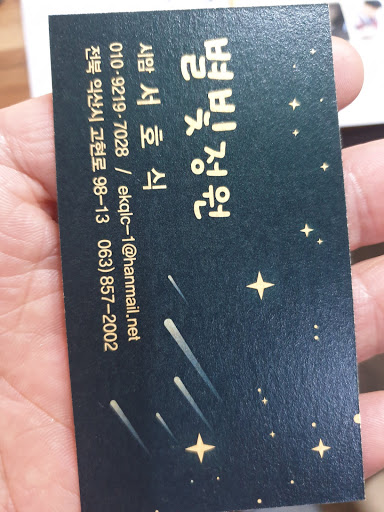 별빛정원
시암 서 호 식
010·9219·7028 / ekqlc-1@hanmail.net
전북 익산시 고현로 98-13 063) 857-2002